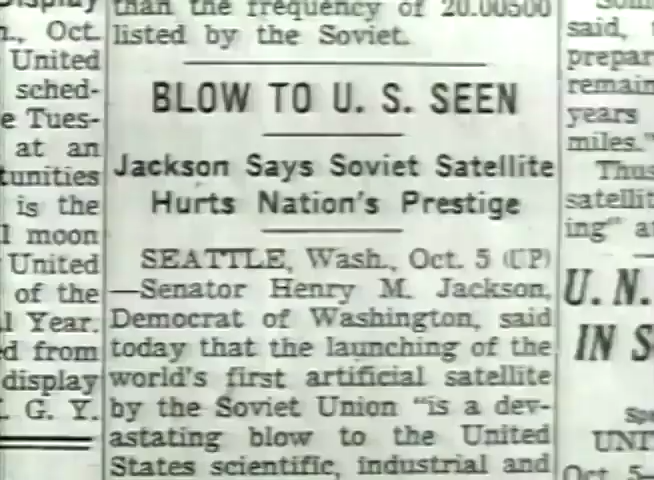 n., Oct.
United
sched-
e Tues-
at an
tunities
is the
l moon
United
of the
l Year.
d from
display
. G. Y.
than the frequency of 20.00500
listed by the Soviet.
BLOW TO U. S. SEEN
Jackson Says Soviet Satellite
Hurts Nation's Prestige
SEATTLE, Wash., Oct. 5 (UP)
—Senator Henry M. Jackson,
Democrat of Washington, said
today that the launching of the
world's first artificial satellite
by the Soviet Union "is a dev-
astating blow to the United
States scientific, industrial and
said,
prepar
remain
years
miles."
Thus
satellit
ing" a
U. N.
IN S
Spe
UNIT
Oct. 5—